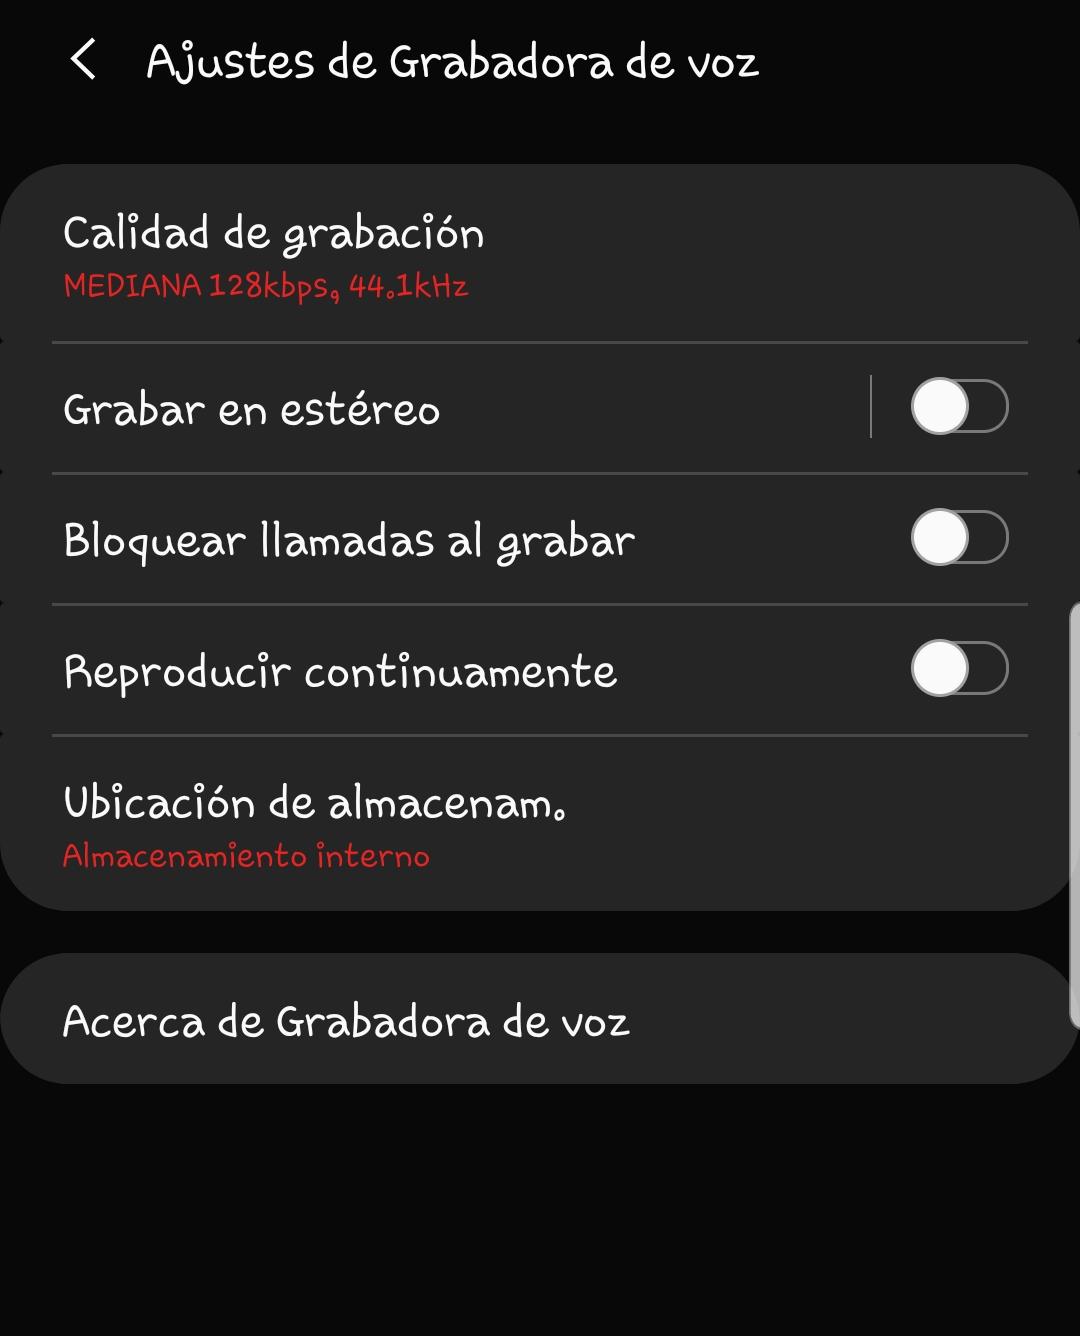 Ajustes de Grabadora de voz
Calidad de grabación
MEDIANA 128kbps, 44.1kHz
Grabar en estéreo
Bloquear llamadas al grabar
Reproducir continuamente
Ubicación de almacenam.
Almacenamiento interno
Acerca de Grabadora de voz